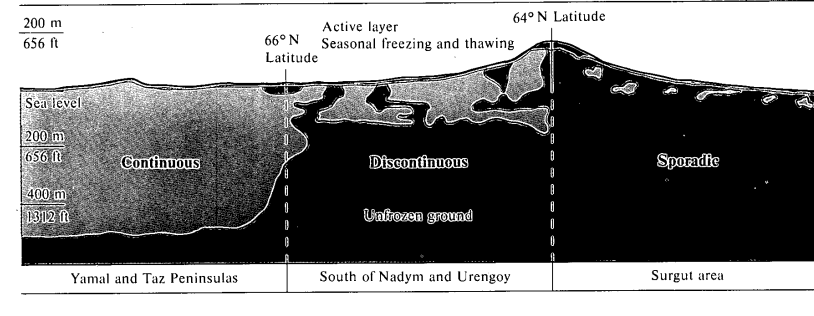 200 m
656 ft
66° N
Latitude
Active layer
Seasonal freezing and thawing
64° N Latitude
Sea level
200 m
656 ft
400 m
1312 ft
Continuous
Discontinuous
Sporadic
Unfrozen ground
Yamal and Taz Peninsulas
South of Nadym and Urengoy
Surgut area